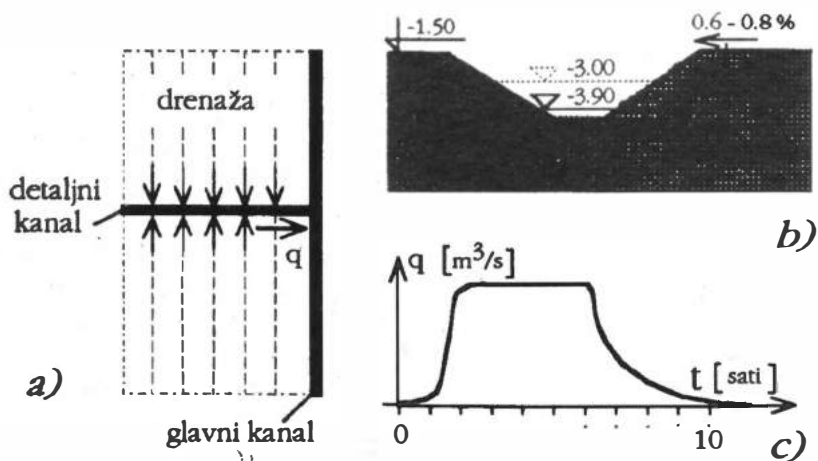 drenaža
detaljni
kanal
q
a)
glavni kanal
-1.50
0.6 - 0.8 %
-3.00
-3.90
b)
q [m³/s]
t [sati]
0
10
c)